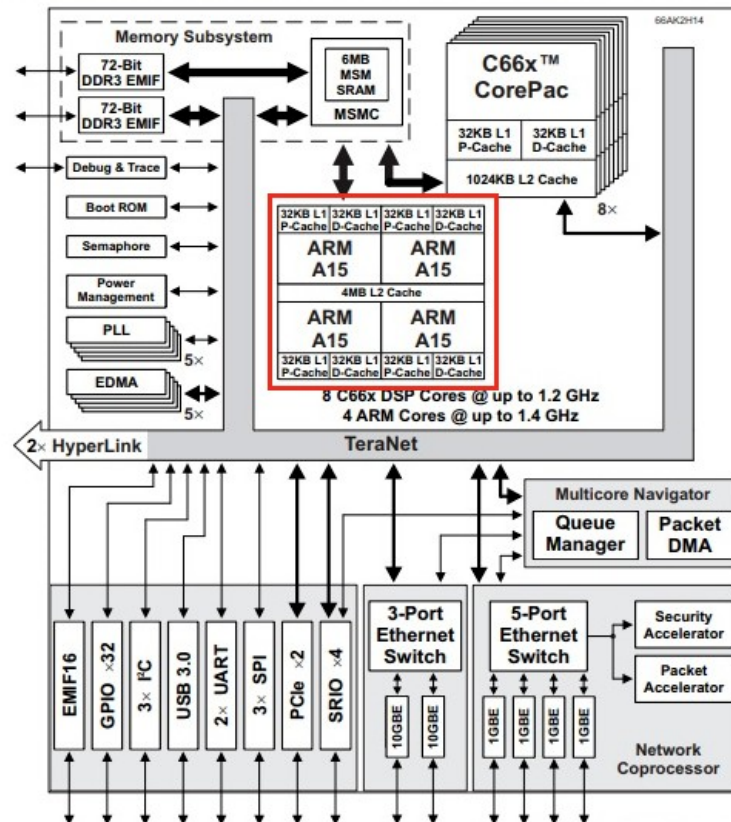 66AK2H14
Memory Subsystem
72-Bit
DDR3 EMIF
72-Bit
DDR3 EMIF
6MB
MSM
SRAM
MSMC
C66x™
CorePac
32KB L1
P-Cache
32KB L1
D-Cache
1024KB L2 Cache
8×
Debug & Trace
Boot ROM
Semaphore
Power
Management
PLL
5×
EDMA
5×
32KB L1
P-Cache
32KB L1
D-Cache
32KB L1
P-Cache
32KB L1
D-Cache
ARM
A15
ARM
A15
4MB L2 Cache
ARM
A15
ARM
A15
32KB L1
P-Cache
32KB L1
D-Cache
32KB L1
P-Cache
32KB L1
D-Cache
8 C66x DSP Cores @ up to 1.2 GHz
4 ARM Cores @ up to 1.4 GHz
2× HyperLink
TeraNet
Multicore Navigator
Queue
Manager
Packet
DMA
EMIF16
GPIO ×32
3× I²C
USB 3.0
2× UART
3× SPI
PCIe ×2
SRIO ×4
3-Port
Ethernet
Switch
10GBE
10GBE
5-Port
Ethernet
Switch
1GBE
1GBE
1GBE
1GBE
Security
Accelerator
Packet
Accelerator
Network
Coprocessor